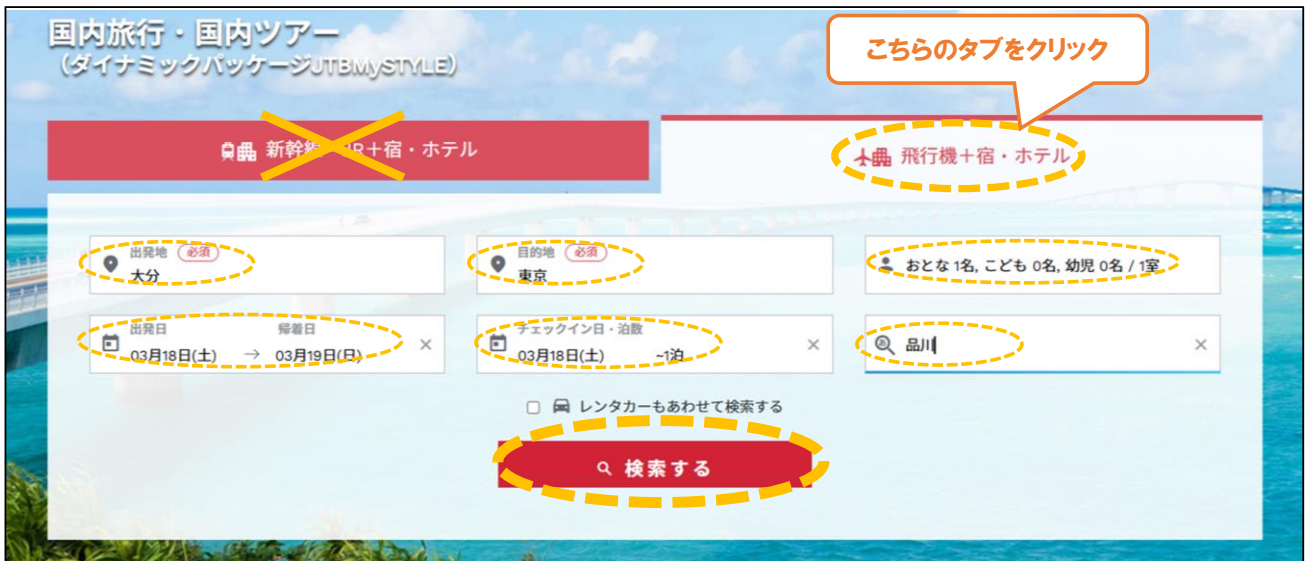 国内旅行・国内ツアー
(ダイナミックパッケージJTBMySTYLE)
こちらのタブをクリック
新幹線 JR+宿・ホテル
飛行機+宿・ホテル
出発地 必須
大分
目的地 必須
東京
おとな 1名, こども 0名, 幼児 0名 / 1室
出発日 帰着日
03月18日(土) → 03月19日(日)
チェックイン日・泊数
03月18日(土) ~1泊
品川
レンタカーもあわせて検索する
検索する